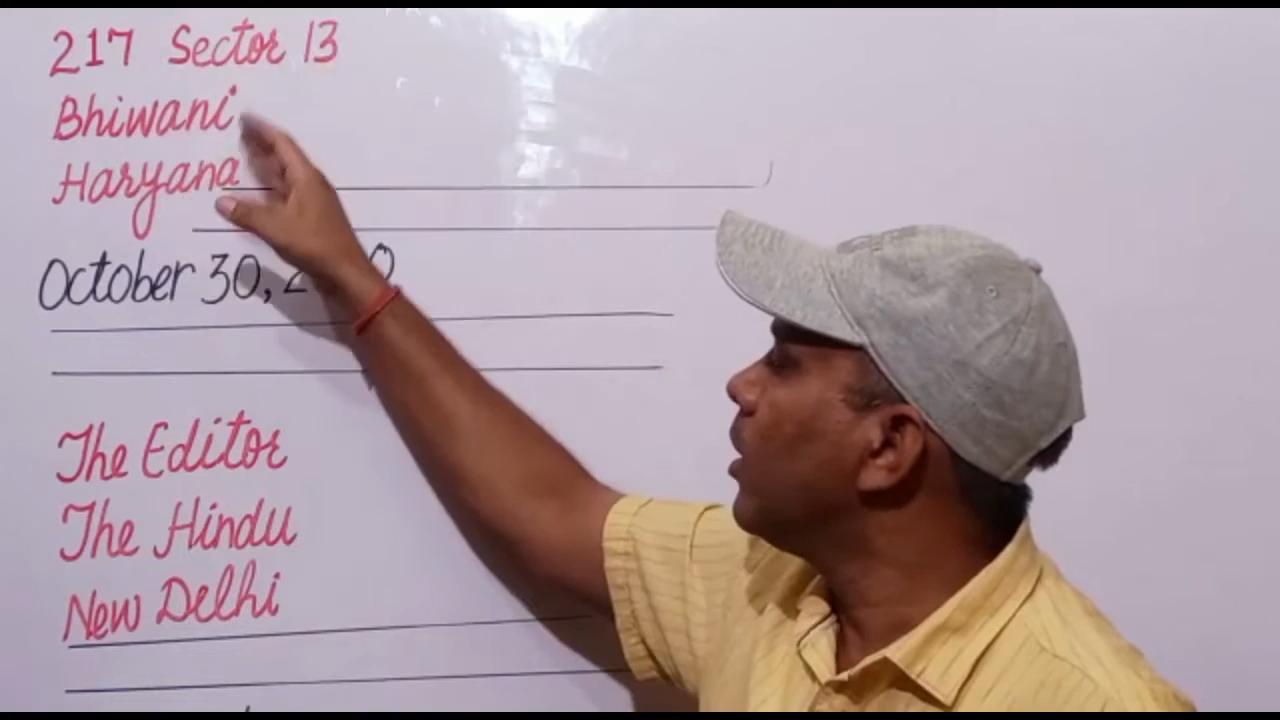 217 Sector 13
Bhiwani
Haryana
October 30,
The Editor
The Hindu
New Delhi